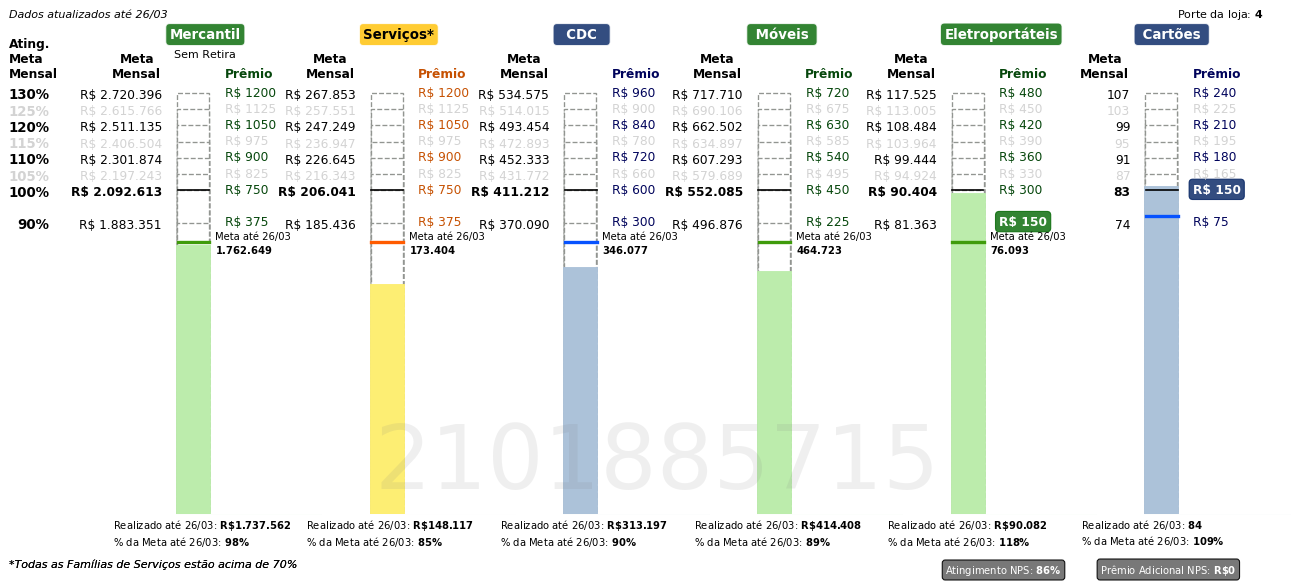 Dados atualizados até 26/03 Porte da loja: 4
Mercantil Serviços* CDC Móveis Eletroportáteis Cartões
Sem Retira
Ating. Meta Mensal Meta Mensal Prêmio Meta Mensal Prêmio Meta Mensal Prêmio Meta Mensal Prêmio Meta Mensal Prêmio Meta Mensal Prêmio
130% R$ 2.720.396 R$ 1200 R$ 267.853 R$ 1200 R$ 534.575 R$ 960 R$ 717.710 R$ 720 R$ 117.525 R$ 480 107 R$ 240
125% R$ 2.615.766 R$ 1125 R$ 257.551 R$ 1125 R$ 514.015 R$ 900 R$ 690.106 R$ 675 R$ 113.005 R$ 450 103 R$ 225
120% R$ 2.511.135 R$ 1050 R$ 247.249 R$ 1050 R$ 493.454 R$ 840 R$ 662.502 R$ 630 R$ 108.484 R$ 420 99 R$ 210
115% R$ 2.406.504 R$ 975 R$ 236.947 R$ 975 R$ 472.893 R$ 780 R$ 634.897 R$ 585 R$ 103.964 R$ 390 95 R$ 195
110% R$ 2.301.874 R$ 900 R$ 226.645 R$ 900 R$ 452.333 R$ 720 R$ 607.293 R$ 540 R$ 99.444 R$ 360 91 R$ 180
105% R$ 2.197.243 R$ 825 R$ 216.343 R$ 825 R$ 431.772 R$ 660 R$ 579.689 R$ 495 R$ 94.924 R$ 330 87 R$ 165
100% R$ 2.092.613 R$ 750 R$ 206.041 R$ 750 R$ 411.212 R$ 600 R$ 552.085 R$ 450 R$ 90.404 R$ 300 83 R$ 150
90% R$ 1.883.351 R$ 375 R$ 185.436 R$ 375 R$ 370.090 R$ 300 R$ 496.876 R$ 225 R$ 81.363 R$ 150 74 R$ 75
Meta até 26/03 Meta até 26/03 Meta até 26/03 Meta até 26/03 Meta até 26/03
1.762.649 173.404 346.077 464.723 76.093
2101885715
Realizado até 26/03: R$1.737.562 Realizado até 26/03: R$148.117 Realizado até 26/03: R$313.197 Realizado até 26/03: R$414.408 Realizado até 26/03: R$90.082 Realizado até 26/03: 84
% da Meta até 26/03: 98% % da Meta até 26/03: 85% % da Meta até 26/03: 90% % da Meta até 26/03: 89% % da Meta até 26/03: 118% % da Meta até 26/03: 109%
*Todas as Famílias de Serviços estão acima de 70% Atingimento NPS: 86% Prêmio Adicional NPS: R$0